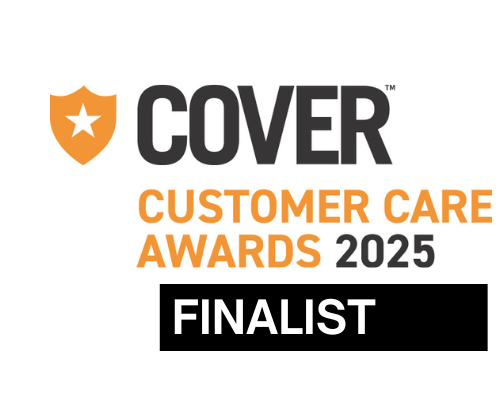 COVER™
CUSTOMER CARE
AWARDS 2025
FINALIST